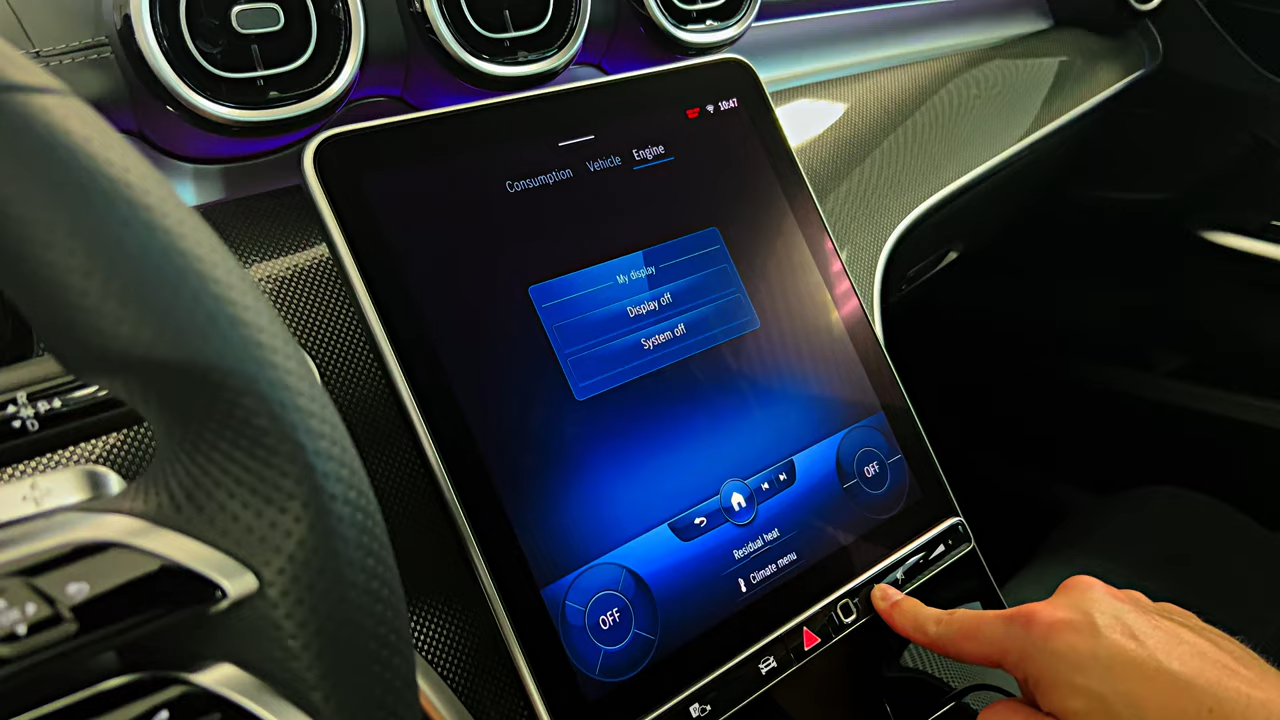 10:47
Consumption Vehicle Engine
My display
Display off
System off
OFF
Residual heat
Climate menu
OFF